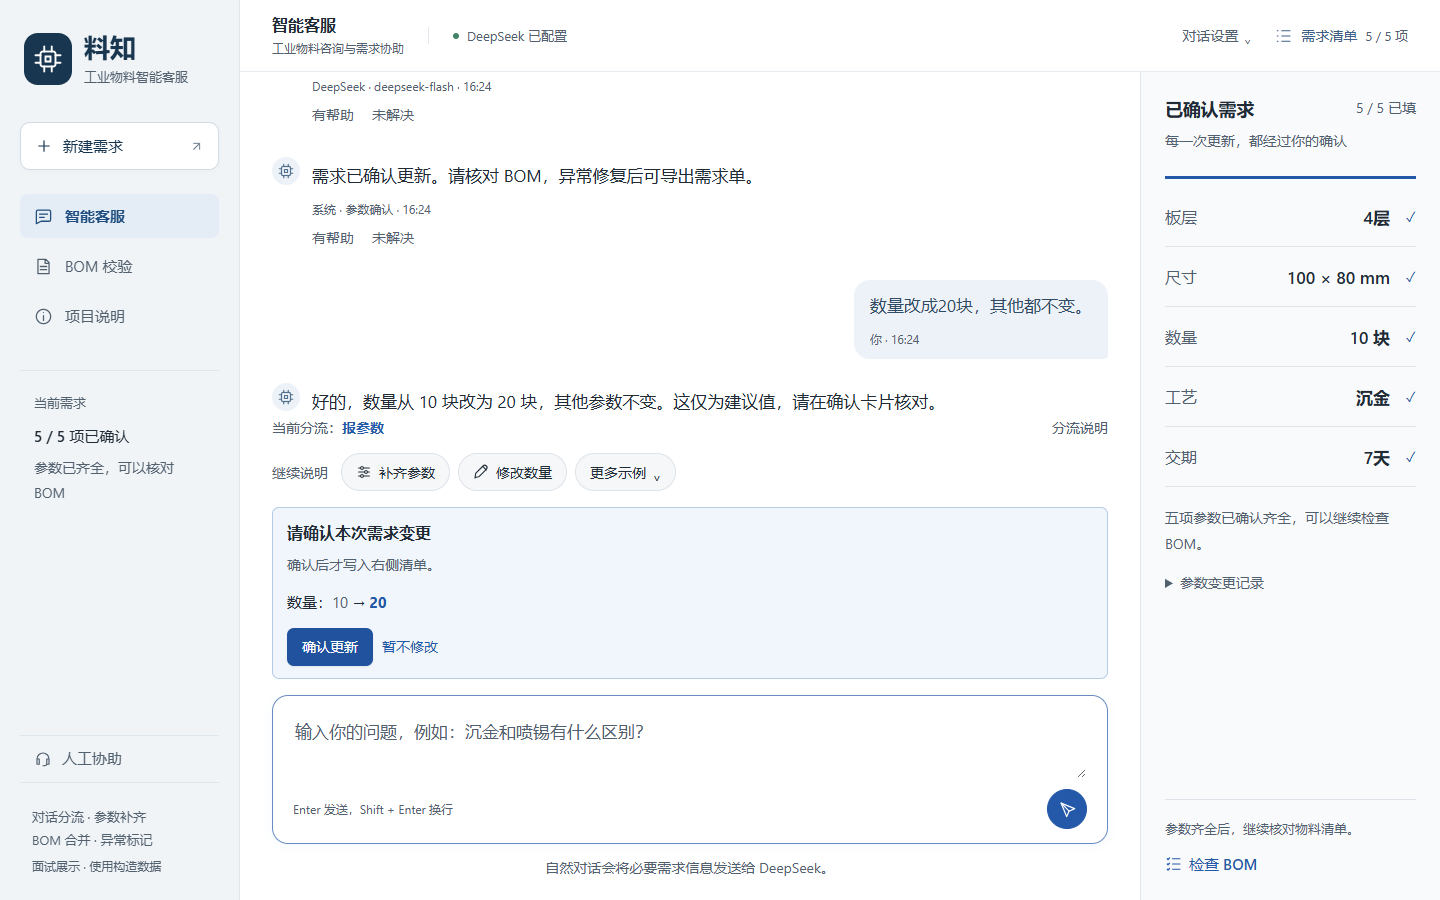 料知
工业物料智能客服
新建需求
智能客服
BOM 校验
项目说明
当前需求
5 / 5 项已确认
参数已齐全，可以核对
BOM
人工协助
对话分流 · 参数补齐
BOM 合并 · 异常标记
面试展示 · 使用构造数据
智能客服
工业物料咨询与需求协助
DeepSeek 已配置
对话设置
需求清单 5 / 5 项
DeepSeek · deepseek-flash · 16:24
有帮助 未解决
需求已确认更新。请核对 BOM，异常修复后可导出需求单。
系统 · 参数确认 · 16:24
有帮助 未解决
数量改成20块，其他都不变。
你 · 16:24
好的，数量从 10 块改为 20 块，其他参数不变。这仅为建议值，请在确认卡片核对。
当前分流：报参数
分流说明
继续说明
补齐参数
修改数量
更多示例
请确认本次需求变更
确认后才写入右侧清单。
数量：10 → 20
确认更新
暂不修改
输入你的问题，例如：沉金和喷锡有什么区别？
Enter 发送，Shift + Enter 换行
自然对话会将必要需求信息发送给 DeepSeek。
已确认需求
5 / 5 已填
每一次更新，都经过你的确认
板层 4层 ✓
尺寸 100 × 80 mm ✓
数量 10 块 ✓
工艺 沉金 ✓
交期 7天 ✓
五项参数已确认齐全，可以继续检查
BOM。
▶ 参数变更记录
参数齐全后，继续核对物料清单。
检查 BOM